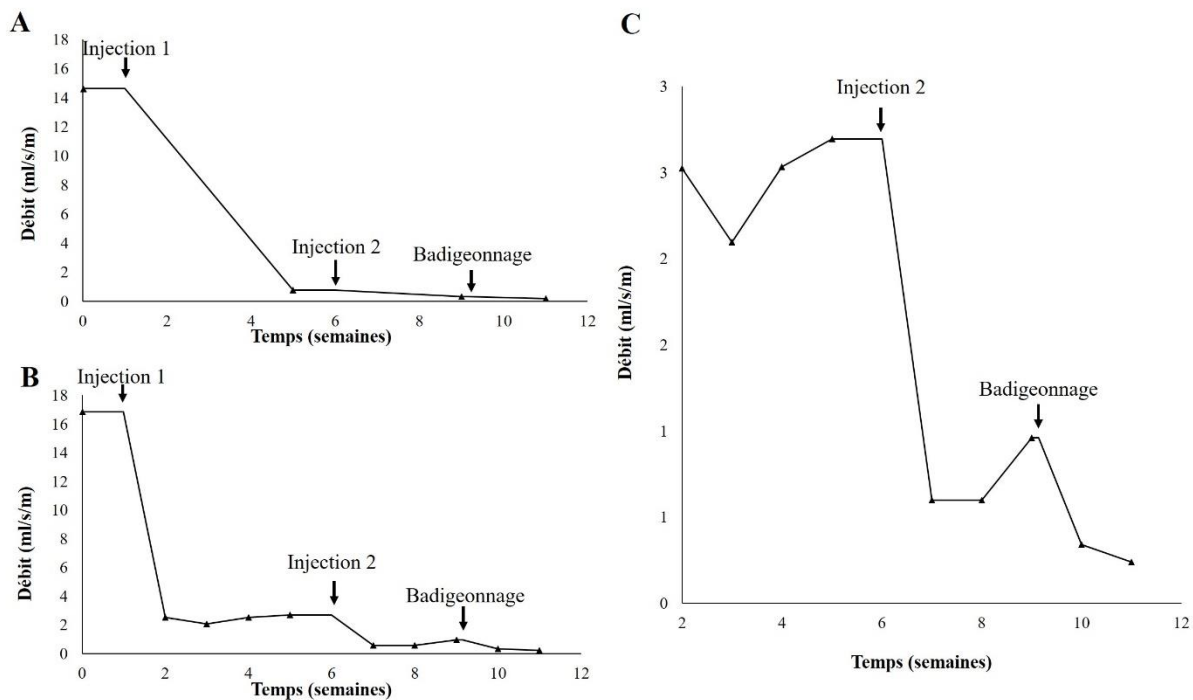 A
18
Injection 1
16
14
12
10
8
6
4
2
0
Injection 2
Badigeonnage
0 2 4 6 8 10 12
Temps (semaines)
Débit (ml/s/m)
B
Injection 1
18
16
14
12
10
8
6
4
2
0
Injection 2
Badigeonnage
0 2 4 6 8 10 12
Temps (semaines)
Débit (ml/s/m)
C
3
Injection 2
3
2
2
1
Badigeonnage
1
0
2 4 6 8 10 12
Temps (semaines)
Débit (ml/s/m)